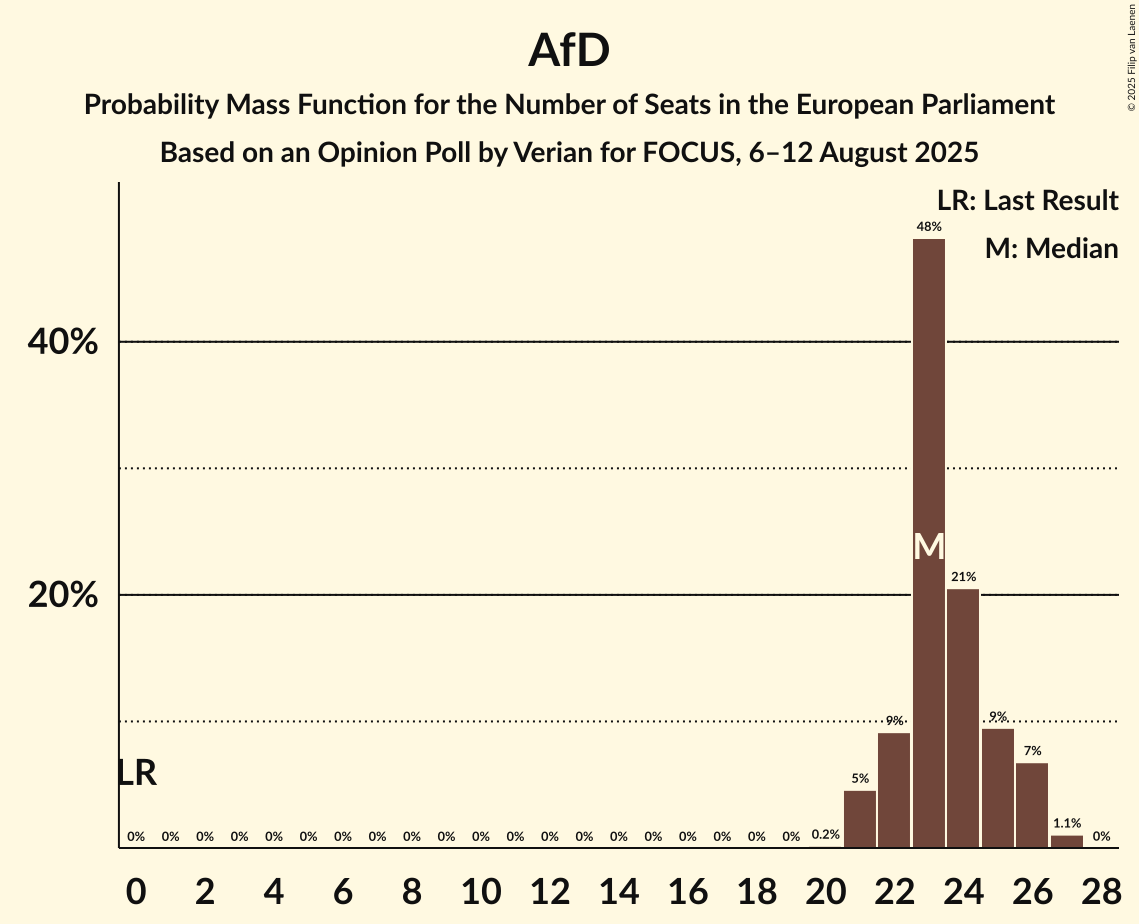 AfD
Probability Mass Function for the Number of Seats in the European Parliament
Based on an Opinion Poll by Verian for FOCUS, 6–12 August 2025
© 2025 Filip van Laenen
LR: Last Result
M: Median
48%
40%
M
21%
20%
9%
9%
7%
5%
LR
1.1%
0% 0% 0% 0% 0% 0% 0% 0% 0% 0% 0% 0% 0% 0% 0% 0% 0% 0% 0% 0% 0.2% 0%
0 2 4 6 8 10 12 14 16 18 20 22 24 26 28